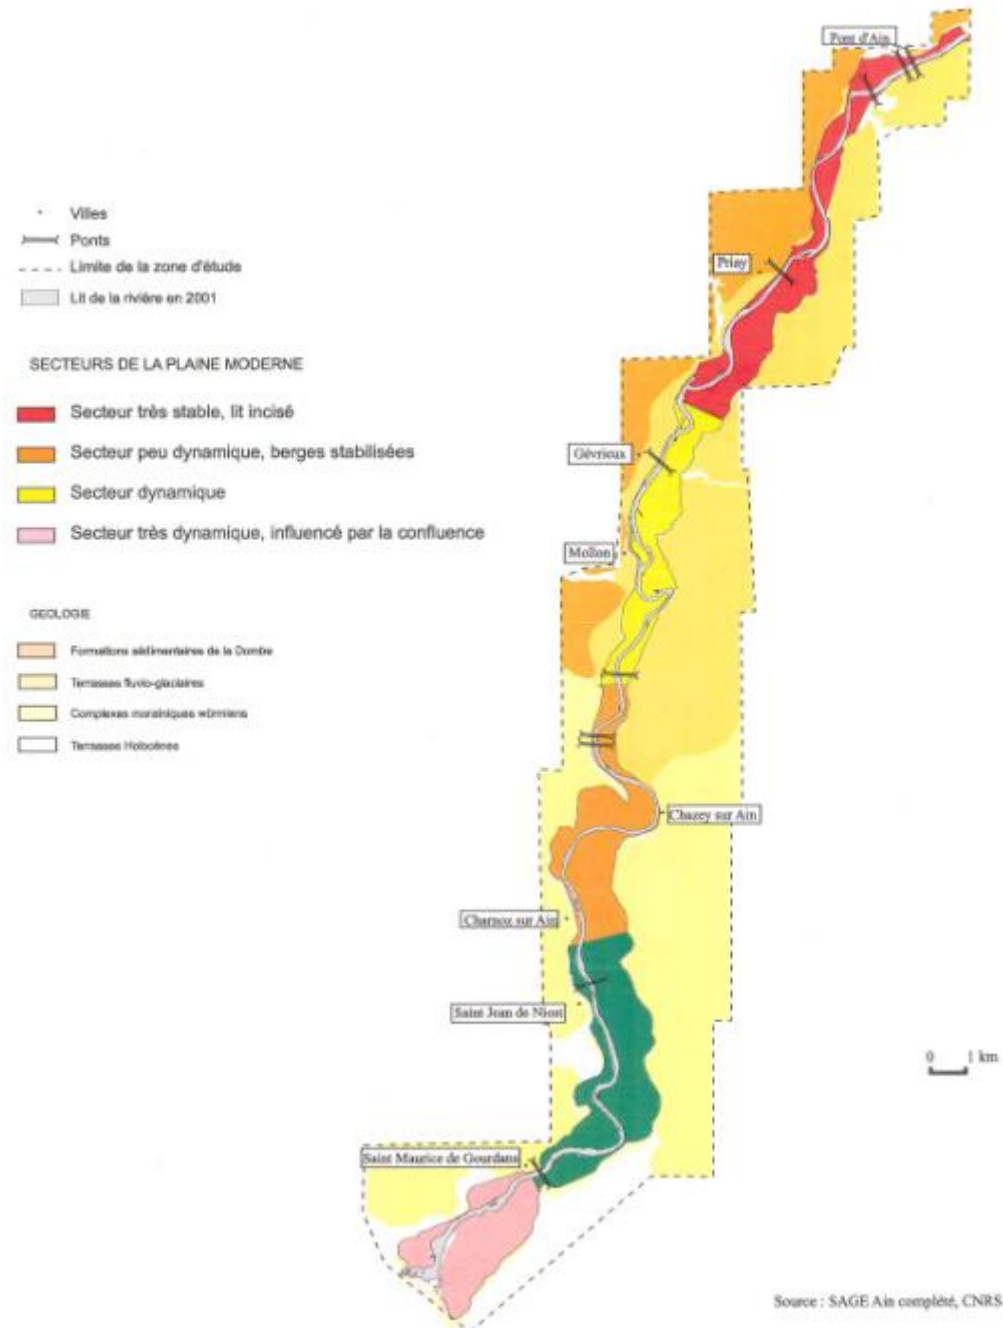 Pont d'Ain
Villes
Ponts
Limite de la zone d'étude
Lit de la rivière en 2001
Priay
SECTEURS DE LA PLAINE MODERNE
Secteur très stable, lit incisé
Secteur peu dynamique, berges stabilisées
Secteur dynamique
Secteur très dynamique, influencé par la confluence
Gévrieux
Mollon
GEOLOGIE
Formations sédimentaires de la Dombe
Terrasses fluvio-glaciaires
Complexes morainiques würmiens
Terrasses Holocènes
Chazey sur Ain
Charnoz sur Ain
Saint Jean de Niost
0 1 km
Saint Maurice de Gourdans
Source : SAGE Ain complété, CNRS